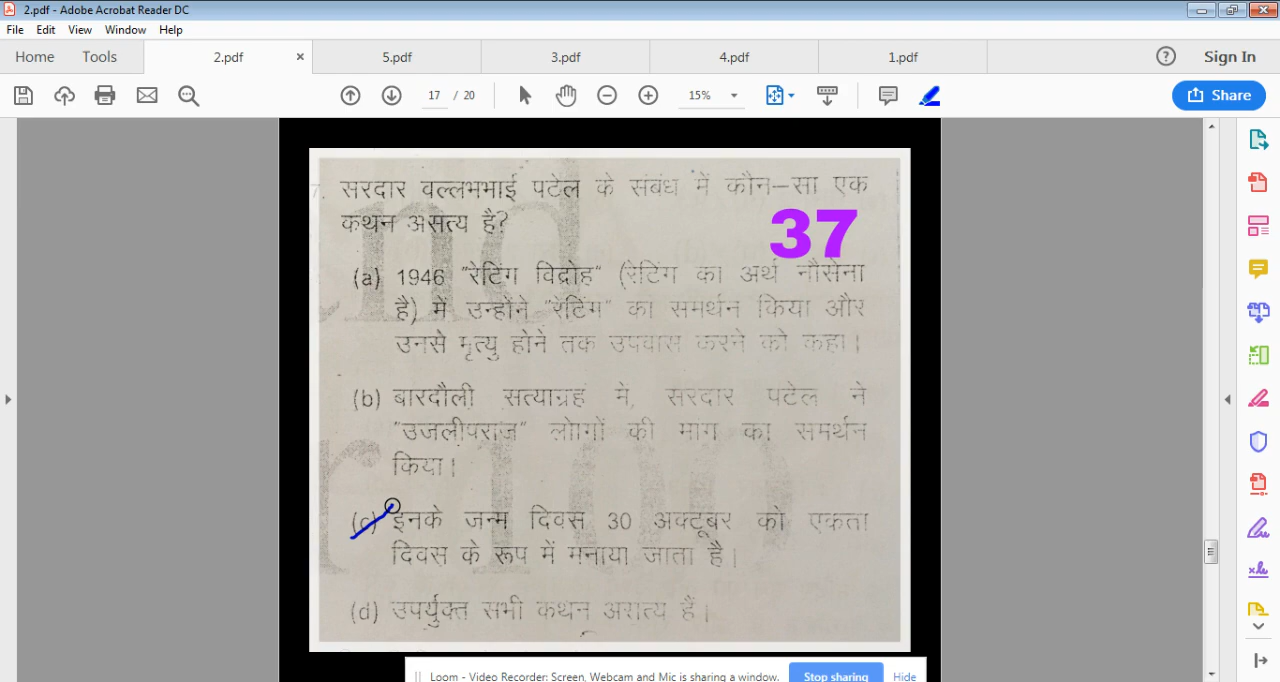 2.pdf - Adobe Acrobat Reader DC
File Edit View Window Help
Home Tools 2.pdf × 5.pdf 3.pdf 4.pdf 1.pdf ? Sign In
17 / 20 15% Share
सरदार वल्लभभाई पटेल के संबंध में कौन-सा एक
कथन असत्य है?
37
(a) 1946 "रेटिंग विद्रोह" (रेटिंग का अर्थ नौसेना
है) में उन्होंने "रेटिंग" का समर्थन किया और
उनसे मृत्यु होने तक उपवास करने को कहा।
(b) बारदौली सत्याग्रह में, सरदार पटेल ने
"उजलीपराज" लोागों की माग का समर्थन
किया।
(c) इनके जन्म दिवस 30 अक्टूबर को एकता
दिवस के रूप में मनाया जाता है।
(d) उपर्युक्त सभी कथन असत्य हैं।
Loom - Video Recorder: Screen, Webcam and Mic is sharing a window. Stop sharing Hide